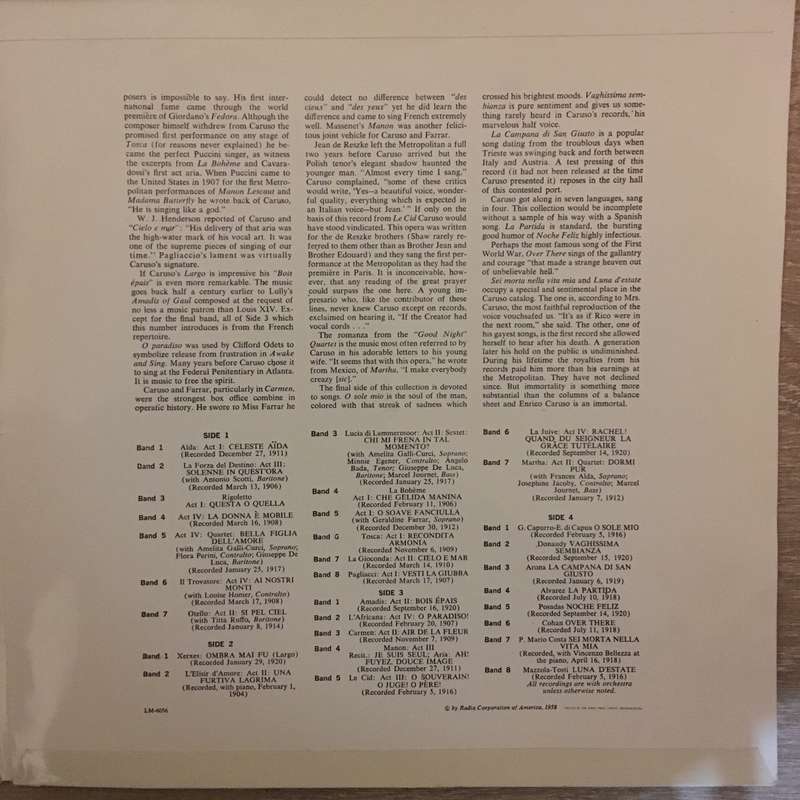 posers is impossible to say. His first inter-
national fame came through the world
première of Giordano's Fedora. Although the
composer himself withdrew from Caruso the
promised first performance on any stage of
Tosca (for reasons never explained) he be-
came the perfect Puccini singer, as witness
the excerpts from La Bohème and Cavara-
dossi's first act aria. When Puccini came to
the United States in 1907 for the first Metro-
politan performances of Manon Lescaut and
Madama Butterfly he wrote back of Caruso,
"He is singing like a god."
W. J. Henderson reported of Caruso and
"Cielo e mar": "His delivery of that aria was
the high-water mark of his vocal art. It was
one of the supreme pieces of singing of our
time." Pagliaccio's lament was virtually
Caruso's signature.
If Caruso's Largo is impressive his "Bois
épais" is even more remarkable. The music
goes back half a century earlier to Lully's
Amadis of Gaul composed at the request of
no less a music patron than Louis XIV. Ex-
cept for the final band, all of Side 3 which
this number introduces is from the French
repertoire.
O paradiso was used by Clifford Odets to
symbolize release from frustration in Awake
and Sing. Many years before Caruso chose it
to sing at the Federal Penitentiary in Atlanta.
It is music to free the spirit.
Caruso and Farrar, particularly in Carmen,
were the strongest box office combine in
operatic history. He swore to Miss Farrar he
could detect no difference between "des
cieux" and "des yeux" yet he did learn the
difference and came to sing French extremely
well. Massenet's Manon was another felici-
tous joint vehicle for Caruso and Farrar.
Jean de Reszke left the Metropolitan a full
two years before Caruso arrived but the
Polish tenor's elegant shadow haunted the
younger man. "Almost every time I sang,"
Caruso complained, "some of these critics
would write, 'Yes—a beautiful voice, wonder-
ful quality, everything which is expected in
an Italian voice—but Jean.'" If only on the
basis of this record from Le Cid Caruso would
have stood vindicated. This opera was written
for the de Reszke brothers (Shaw rarely re-
ferred to them other than as Brother Jean and
Brother Edouard) and they sang the first per-
formance at the Metropolitan as they had the
première in Paris. It is inconceivable, how-
ever, that any reading of the great prayer
could surpass the one here. A young im-
presario who, like the contributor of these
lines, never knew Caruso except on records,
exclaimed on hearing it, "If the Creator had
vocal cords . . ."
The romanza from the "Good Night"
Quartet is the music most often referred to by
Caruso in his adorable letters to his young
wife. "It seems that with this opera," he wrote
from Mexico, of Martha, "I make everybody
creazy [sic]."
The final side of this collection is devoted
to songs. O sole mio is the soul of the man,
colored with that streak of sadness which
crossed his brightest moods. Vaghissima sem-
bianza is pure sentiment and gives us some-
thing rarely heard in Caruso's records, his
marvelous half voice.
La Campana di San Giusto is a popular
song dating from the troublous days when
Trieste was swinging back and forth between
Italy and Austria. A test pressing of this
record (it had not been released at the time
Caruso presented it) reposes in the city hall
of this contested port.
Caruso got along in seven languages, sang
in four. This collection would be incomplete
without a sample of his way with a Spanish
song. La Partida is standard, the bursting
good humor of Noche Feliz highly infectious.
Perhaps the most famous song of the First
World War, Over There sings of the gallantry
and courage "that made a strange heaven out
of unbelievable hell."
Sei morta nella vita mia and Luna d'estate
occupy a special and sentimental place in the
Caruso catalog. The one is, according to Mrs.
Caruso, the most faithful reproduction of the
voice vouchsafed us. "It's as if Rico were in
the next room," she said. The other, one of
his gayest songs, is the first record she allowed
herself to hear after his death. A generation
later his hold on the public is undiminished.
During his lifetime the royalties from his
records paid him more than his earnings at
the Metropolitan. They have not declined
since. But immortality is something more
substantial than the columns of a balance
sheet and Enrico Caruso is an immortal.
SIDE 1
Band 1 Aïda: Act I: CELESTE AÏDA
(Recorded December 27, 1911)
Band 2 La Forza del Destino: Act III:
SOLENNE IN QUEST'ORA
(with Antonio Scotti, Baritone)
(Recorded March 13, 1906)
Band 3 Rigoletto
Act I: QUESTA O QUELLA
Band 4 Act IV: LA DONNA È MOBILE
(Recorded March 16, 1908)
Band 5 Act IV: Quartet: BELLA FIGLIA
DELL'AMORE
(with Amelita Galli-Curci, Soprano;
Flora Perini, Contralto; Giuseppe De
Luca, Baritone)
(Recorded January 25, 1917)
Band 6 Il Trovatore: Act IV: AI NOSTRI
MONTI
(with Louise Homer, Contralto)
(Recorded March 17, 1908)
Band 7 Otello: Act II: SI PEL CIEL
(with Titta Ruffo, Baritone)
(Recorded January 8, 1914)
SIDE 2
Band 1 Xerxes: OMBRA MAI FU (Largo)
(Recorded January 29, 1920)
Band 2 L'Elisir d'Amore: Act II: UNA
FURTIVA LAGRIMA
(Recorded, with piano, February 1,
1904)
Band 3 Lucia di Lammermoor: Act II: Sextet:
CHI MI FRENA IN TAL
MOMENTO?
(with Amelita Galli-Curci, Soprano;
Minnie Egener, Contralto; Angelo
Bada, Tenor; Giuseppe De Luca,
Baritone; Marcel Journet, Bass)
(Recorded January 25, 1917)
Band 4 La Bohème
Act I: CHE GELIDA MANINA
(Recorded February 11, 1906)
Band 5 Act I: O SOAVE FANCIULLA
(with Geraldine Farrar, Soprano)
(Recorded December 30, 1912)
Band 6 Tosca: Act I: RECONDITA
ARMONIA
(Recorded November 6, 1909)
Band 7 La Gioconda: Act II: CIELO E MAR
(Recorded March 14, 1910)
Band 8 Pagliacci: Act I: VESTI LA GIUBBA
(Recorded March 17, 1907)
SIDE 3
Band 1 Amadis: Act II: BOIS ÉPAIS
(Recorded September 16, 1920)
Band 2 L'Africana: Act IV: O PARADISO!
(Recorded February 20, 1907)
Band 3 Carmen: Act II: AIR DE LA FLEUR
(Recorded November 7, 1909)
Band 4 Manon: Act III
Recit.: JE SUIS SEUL; Aria: AH!
FUYEZ, DOUCE IMAGE
(Recorded December 27, 1911)
Band 5 Le Cid: Act III: O SOUVERAIN!
O JUGE! O PÈRE!
(Recorded February 5, 1916)
Band 6 La Juive: Act IV: RACHEL!
QUAND DU SEIGNEUR LA
GRÂCE TUTÉLAIRE
(Recorded September 14, 1920)
Band 7 Martha: Act II: Quartet: DORMI
PUR
(with Frances Alda, Soprano;
Josephine Jacoby, Contralto; Marcel
Journet, Bass)
(Recorded January 7, 1912)
SIDE 4
Band 1 G. Capurro-E. di Capua O SOLE MIO
(Recorded February 5, 1916)
Band 2 Donaudy VAGHISSIMA
SEMBIANZA
(Recorded September 15, 1920)
Band 3 Arona LA CAMPANA DI SAN
GIUSTO
(Recorded January 6, 1919)
Band 4 Alvarez LA PARTIDA
(Recorded July 10, 1918)
Band 5 Posadas NOCHE FELIZ
(Recorded September 14, 1920)
Band 6 Cohan OVER THERE
(Recorded July 11, 1918)
Band 7 P. Mario Costa SEI MORTA NELLA
VITA MIA
(Recorded, with Vincenzo Bellezza at
the piano, April 16, 1918)
Band 8 Mazzola-Tosti LUNA D'ESTATE
(Recorded February 5, 1916)
All recordings are with orchestra
unless otherwise noted.
LM-6056
© by Radio Corporation of America, 1958